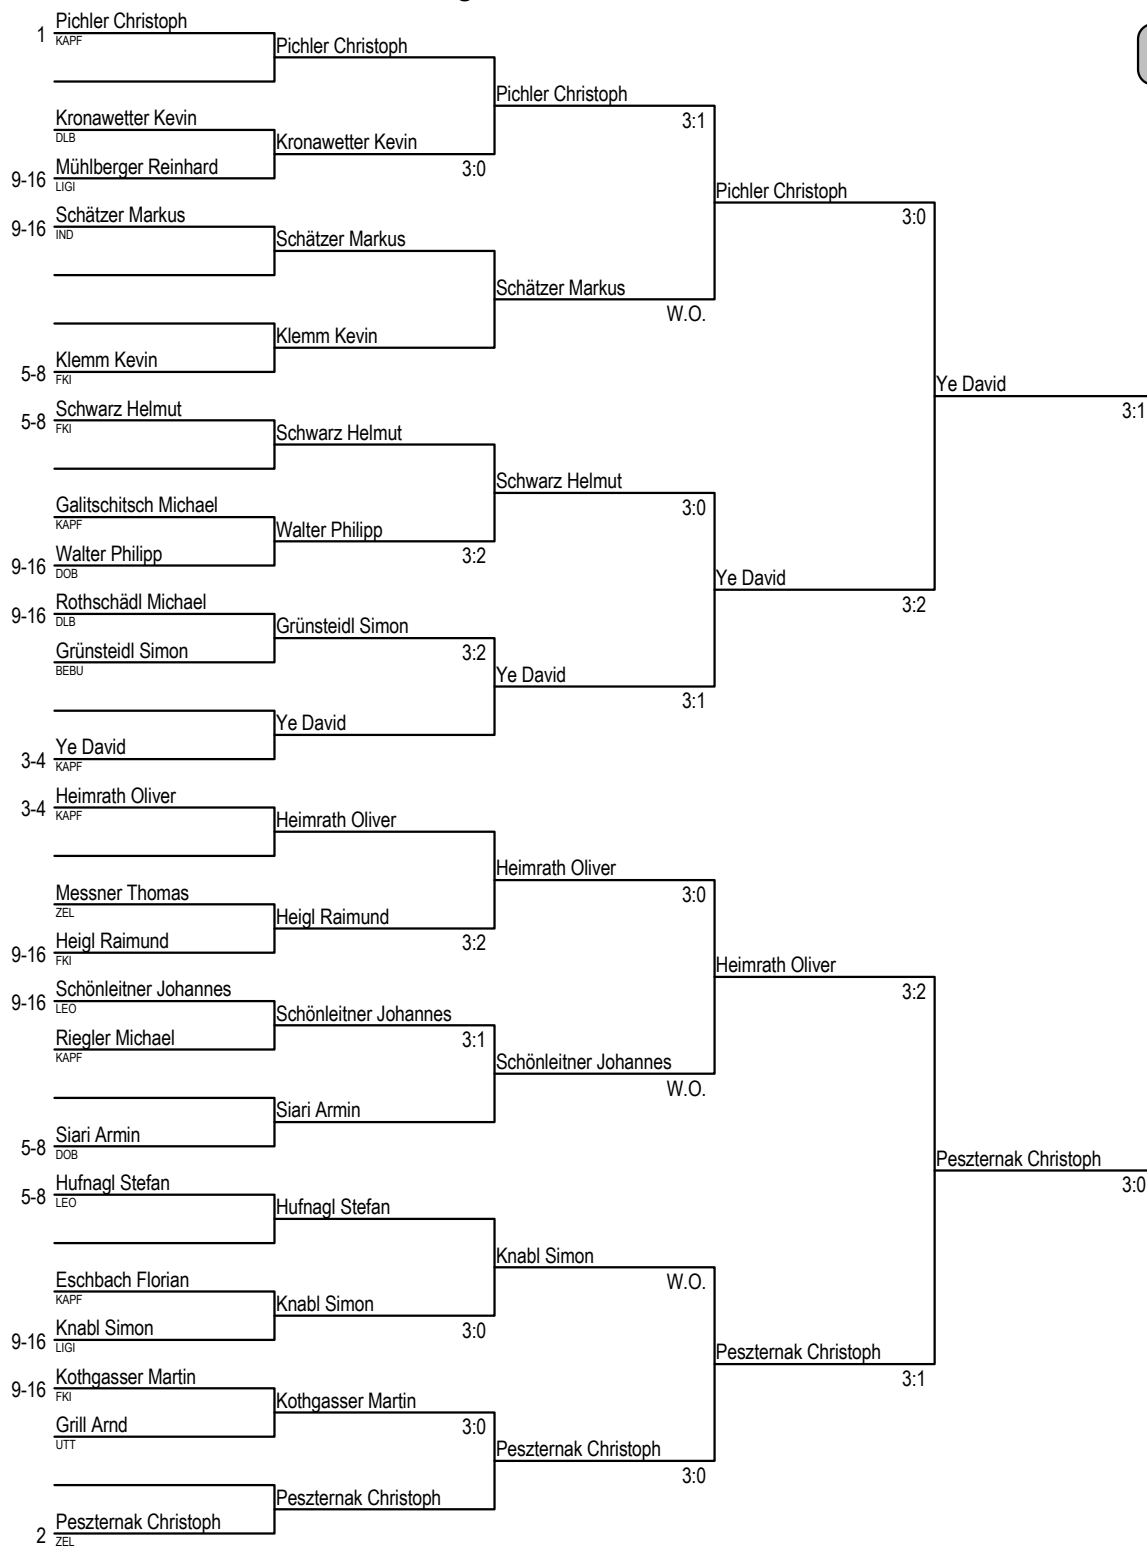 1 Pichler Christoph
KAPF
Pichler Christoph
Pichler Christoph
3:1
Kronawetter Kevin
DLB
Kronawetter Kevin
3:0
9-16 Mühlberger Reinhard
LIGI
Pichler Christoph
3:0
9-16 Schätzer Markus
IND
Schätzer Markus
Schätzer Markus
W.O.
Klemm Kevin
5-8 Klemm Kevin
FKI
Ye David
3:1
5-8 Schwarz Helmut
FKI
Schwarz Helmut
Schwarz Helmut
3:0
Galitschitsch Michael
KAPF
Walter Philipp
3:2
9-16 Walter Philipp
DOB
Ye David
3:2
9-16 Rothschädl Michael
DLB
Grünsteidl Simon
3:2
Grünsteidl Simon
BEBU
Ye David
3:1
Ye David
3-4 Ye David
KAPF
3-4 Heimrath Oliver
KAPF
Heimrath Oliver
Heimrath Oliver
3:0
Messner Thomas
ZEL
Heigl Raimund
3:2
9-16 Heigl Raimund
FKI
Heimrath Oliver
3:2
9-16 Schönleitner Johannes
LEO
Schönleitner Johannes
3:1
Riegler Michael
KAPF
Schönleitner Johannes
W.O.
Siari Armin
5-8 Siari Armin
DOB
Peszternak Christoph
3:0
5-8 Hufnagl Stefan
LEO
Hufnagl Stefan
Knabl Simon
W.O.
Eschbach Florian
KAPF
Knabl Simon
3:0
9-16 Knabl Simon
LIGI
Peszternak Christoph
3:1
9-16 Kothgasser Martin
FKI
Kothgasser Martin
3:0
Grill Arnd
UTT
Peszternak Christoph
3:0
Peszternak Christoph
2 Peszternak Christoph
ZEL